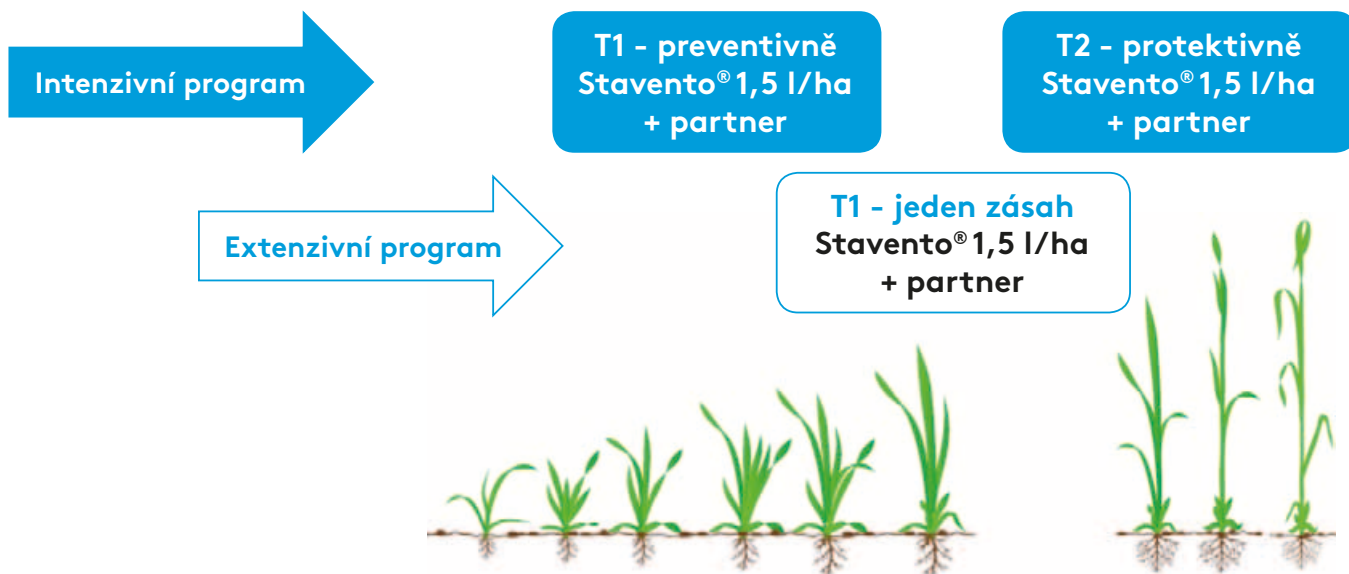 Intenzivní program
T1 - preventivně
Stavento® 1,5 l/ha
+ partner
T2 - protektivně
Stavento® 1,5 l/ha
+ partner
Extenzivní program
T1 - jeden zásah
Stavento® 1,5 l/ha
+ partner